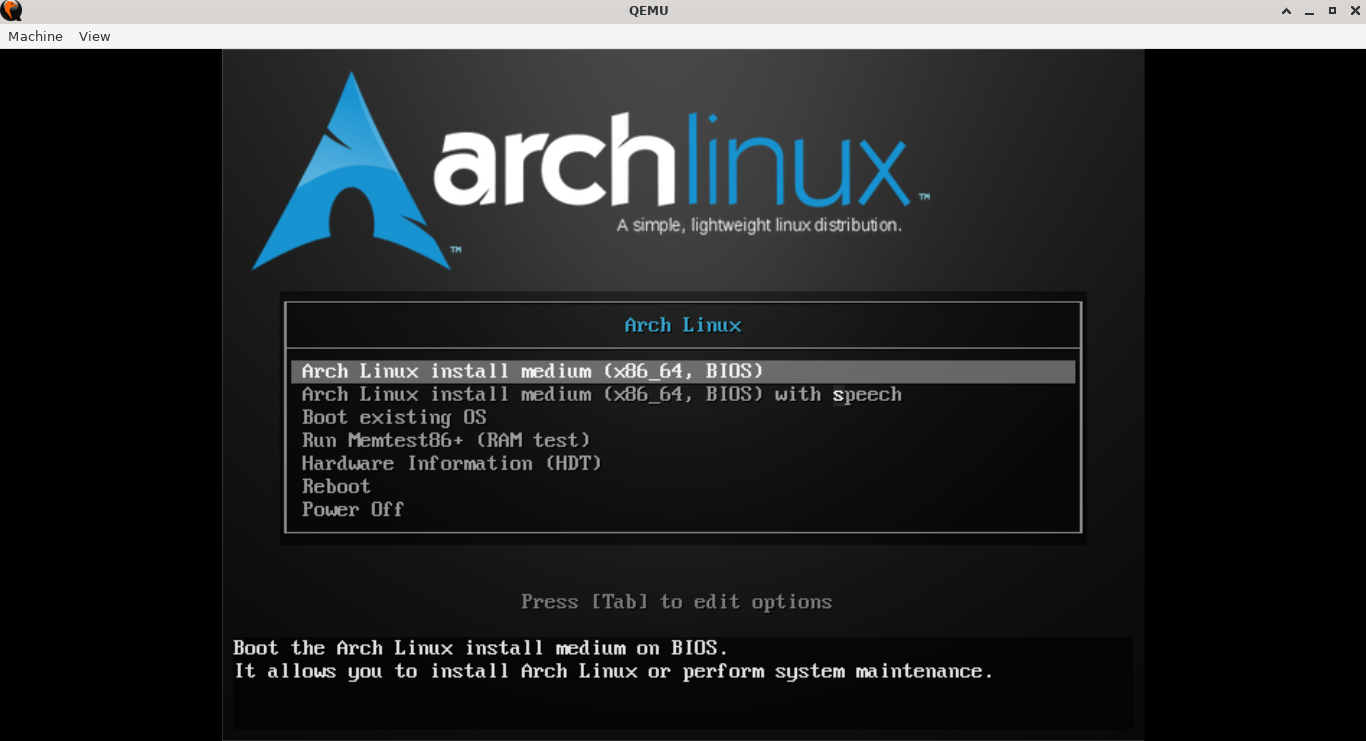 QEMU
Machine View
archlinux™
A simple, lightweight linux distribution.
™
Arch Linux
Arch Linux install medium (x86_64, BIOS)
Arch Linux install medium (x86_64, BIOS) with speech
Boot existing OS
Run Memtest86+ (RAM test)
Hardware Information (HDT)
Reboot
Power Off
Press [Tab] to edit options
Boot the Arch Linux install medium on BIOS.
It allows you to install Arch Linux or perform system maintenance.